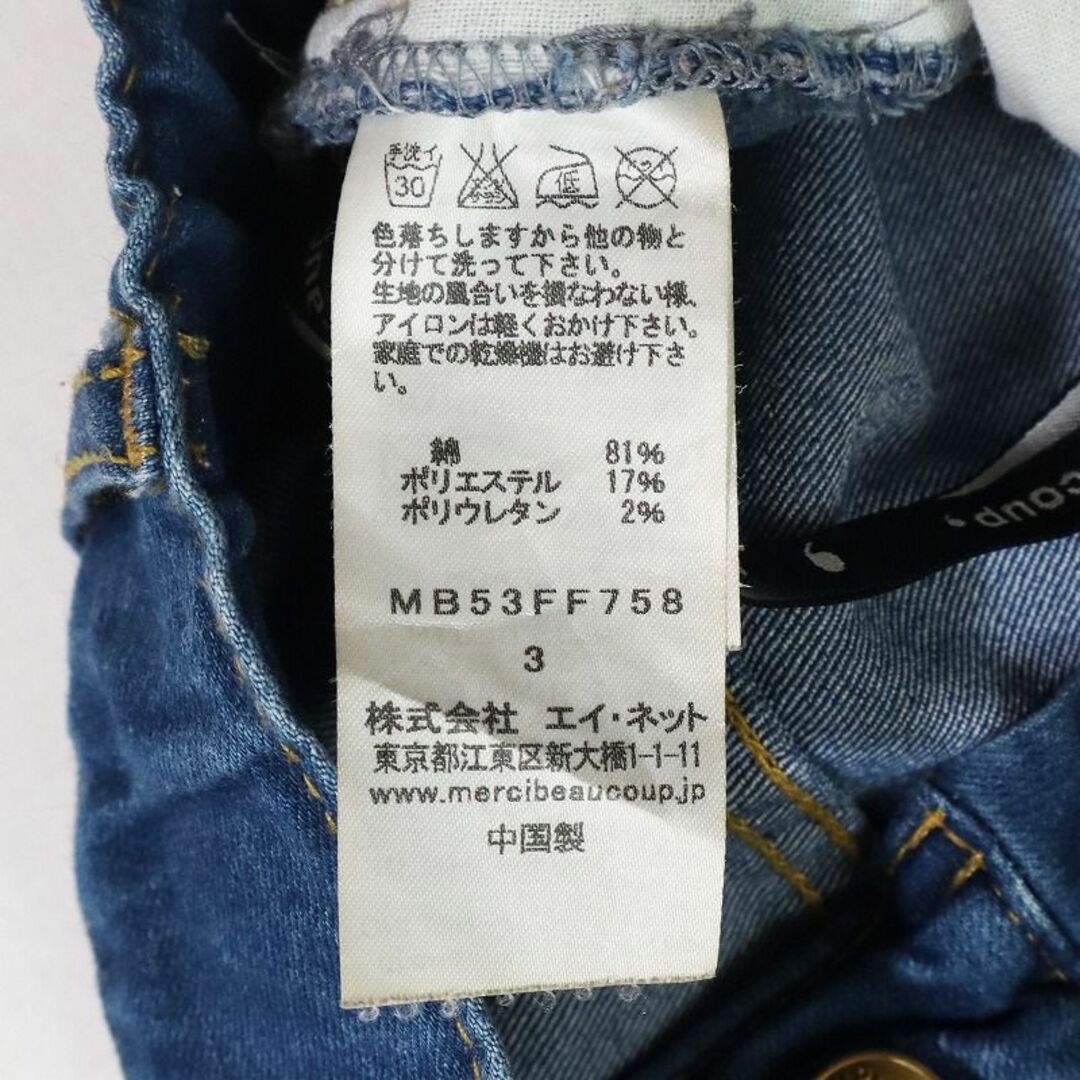 手洗イ
30
低
色落ちしますから他の物と
分けて洗って下さい。
生地の風合いを損なわない様、
アイロンは軽くおかけ下さい。
家庭での乾燥機はお避け下さ
い。
綿 81%
ポリエステル 17%
ポリウレタン 2%
MB53FF758
3
株式会社 エイ・ネット
東京都江東区新大橋1-1-11
www.mercibeaucoup.jp
中国製
coup,